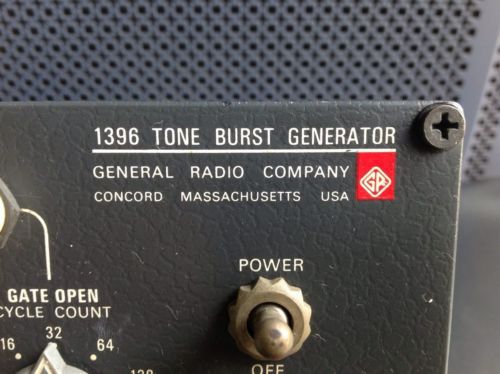 1396 TONE BURST GENERATOR
GENERAL RADIO COMPANY
CONCORD MASSACHUSETTS USA
GR
POWER
GATE OPEN
CYCLE COUNT
32
16 64
128
OFF